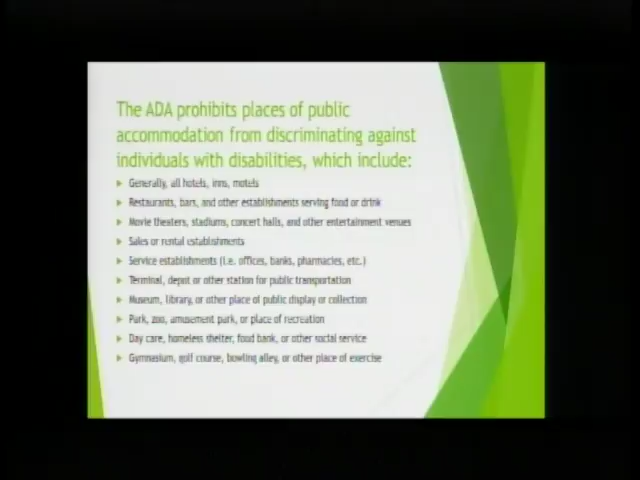 The ADA prohibits places of public
accommodation from discriminating against
individuals with disabilities, which include:
Generally, all hotels, inns, motels
Restaurants, bars, and other establishments serving food or drink
Movie theaters, stadiums, concert halls, and other entertainment venues
Sales or rental establishments
Service establishments (i.e. offices, banks, pharmacies, etc.)
Terminal, depot or other station for public transportation
Museum, library, or other place of public display or collection
Park, zoo, amusement park, or place of recreation
Day care, homeless shelter, food bank, or other social service
Gymnasium, golf course, bowling alley, or other place of exercise